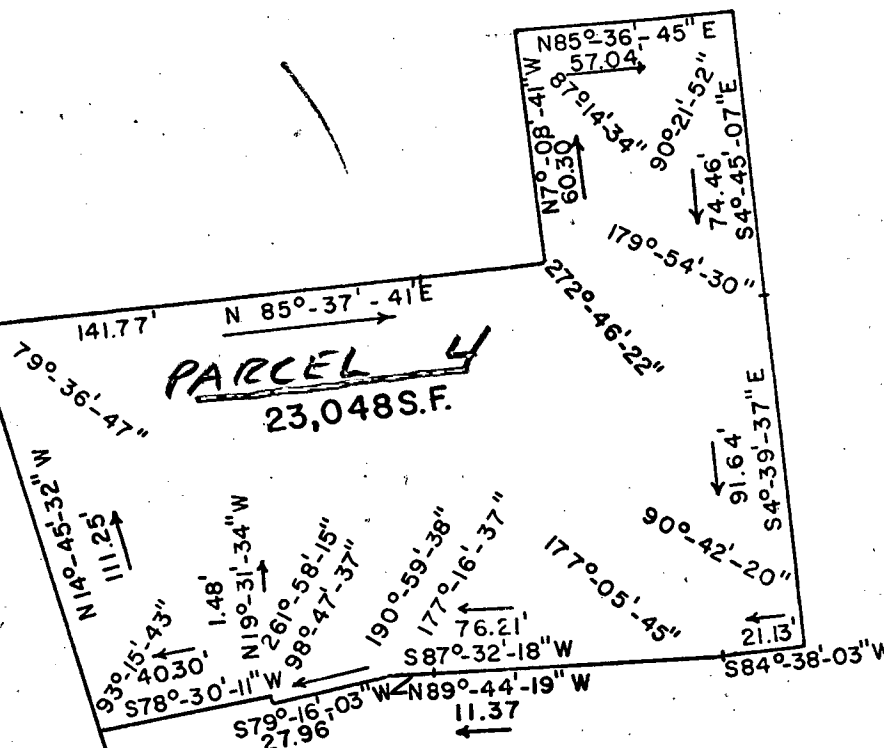 N85°-36'-45" E
57.04'
87°14'-34"
90°-21'-52"
N7°-08'-41" W
60.30
74.46'
S4°-45'-07" E
179°-54'-30"
272°-46'-22"
N 85°-37'-41" E
141.77'
79°-36'-47"
PARCEL 4
23,048 S.F.
N14°-45'-32" W
111.25'
91.64'
S4°-39'-37" E
90°-42'-20"
177°-05'-45"
1.48'
N19°-31'-34" W
261°-58'-15"
98°-47'-37"
190°-59'-38"
177°-16'-37"
93°-15'-43"
40.30'
S78°-30'-11" W
76.21'
S87°-32'-18" W
21.13'
S84°-38'-03" W
S79°-16'-03" W
27.96'
N89°-44'-19" W
11.37